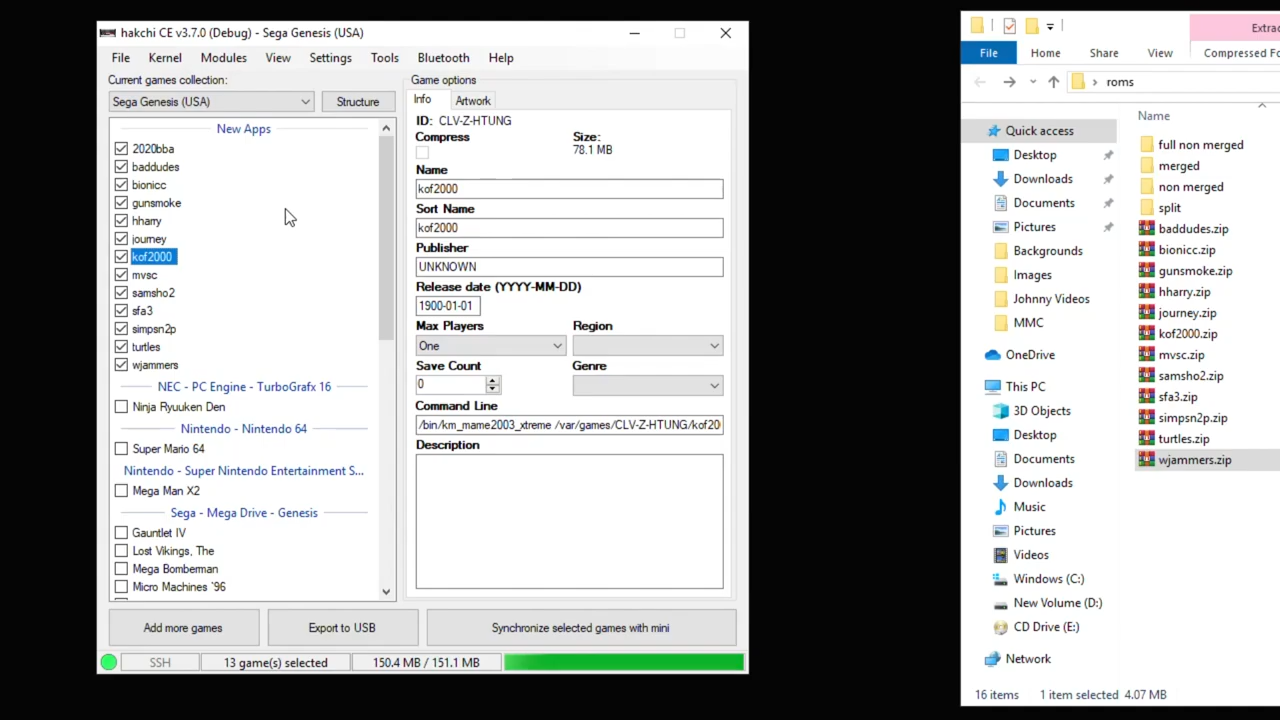 hakchi CE v3.7.0 (Debug) - Sega Genesis (USA)
File Kernel Modules View Settings Tools Bluetooth Help
Current games collection:
Sega Genesis (USA) Structure
New Apps
2020bba
baddudes
bionicc
gunsmoke
hharry
journey
kof2000
mvsc
samsho2
sfa3
simpsn2p
turtles
wjammers
NEC - PC Engine - TurboGrafx 16
Ninja Ryuuken Den
Nintendo - Nintendo 64
Super Mario 64
Nintendo - Super Nintendo Entertainment S...
Mega Man X2
Sega - Mega Drive - Genesis
Gauntlet IV
Lost Vikings, The
Mega Bomberman
Micro Machines `96
Game options
Info Artwork
ID: CLV-Z-HTUNG
Compress
Size:
78.1 MB
Name
kof2000
Sort Name
kof2000
Publisher
UNKNOWN
Release date (YYYY-MM-DD)
1900-01-01
Max Players Region
One
Save Count Genre
0
Command Line
/bin/km_mame2003_xtreme /var/games/CLV-Z-HTUNG/kof20
Description
Add more games Export to USB Synchronize selected games with mini
SSH 13 game(s) selected 150.4 MB / 151.1 MB
Extrac
File Home Share View Compressed Fo
roms
Quick access
Desktop
Downloads
Documents
Pictures
Backgrounds
Images
Johnny Videos
MMC
OneDrive
This PC
3D Objects
Desktop
Documents
Downloads
Music
Pictures
Videos
Windows (C:)
New Volume (D:)
CD Drive (E:)
Network
Name
full non merged
merged
non merged
split
baddudes.zip
bionicc.zip
gunsmoke.zip
hharry.zip
journey.zip
kof2000.zip
mvsc.zip
samsho2.zip
sfa3.zip
simpsn2p.zip
turtles.zip
wjammers.zip
16 items 1 item selected 4.07 MB